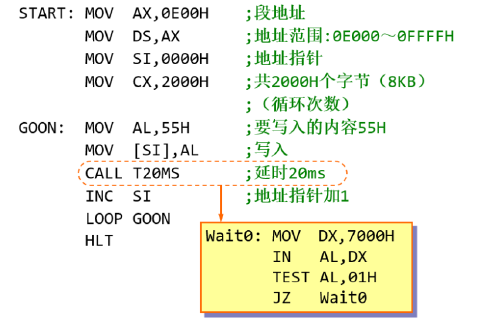 START: MOV AX,0E00H ;段地址
MOV DS,AX ;地址范围:0E000～0FFFFH
MOV SI,0000H ;地址指针
MOV CX,2000H ;共2000H个字节（8KB）
;（循环次数）
GOON: MOV AL,55H ;要写入的内容55H
MOV [SI],AL ;写入
CALL T20MS ;延时20ms
INC SI ;地址指针加1
LOOP GOON
HLT
Wait0: MOV DX,7000H
IN AL,DX
TEST AL,01H
JZ Wait0